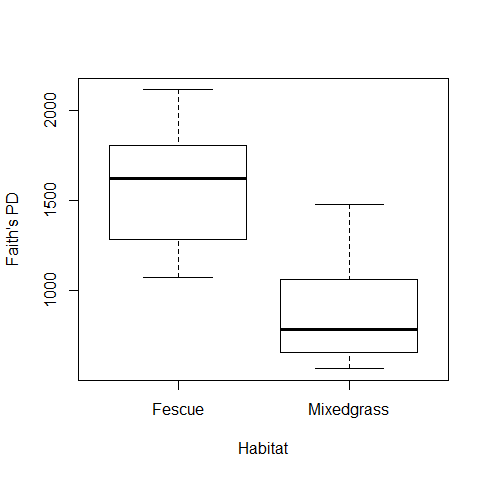 Faith's PD
2000
1500
1000
Fescue
Mixedgrass
Habitat